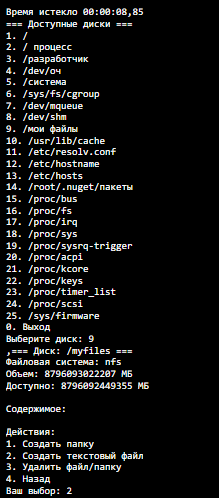 Время истекло 00:00:08,85
=== Доступные диски ===
1. /
2. / процесс
3. /разработчик
4. /dev/оч
5. /система
6. /sys/fs/cgroup
7. /dev/mqueue
8. /dev/shm
9. /мои файлы
10. /usr/lib/cache
11. /etc/resolv.conf
12. /etc/hostname
13. /etc/hosts
14. /root/.nuget/пакеты
15. /proc/bus
16. /proc/fs
17. /proc/irq
18. /proc/sys
19. /proc/sysrq-trigger
20. /proc/acpi
21. /proc/kcore
22. /proc/keys
23. /proc/timer_list
24. /proc/scsi
25. /sys/firmware
0. Выход
Выберите диск: 9
,=== Диск: /myfiles ===
Файловая система: nfs
Объем: 8796093022207 МБ
Доступно: 8796092449355 МБ
Содержимое:
Действия:
1. Создать папку
2. Создать текстовый файл
3. Удалить файл/папку
4. Назад
Ваш выбор: 2